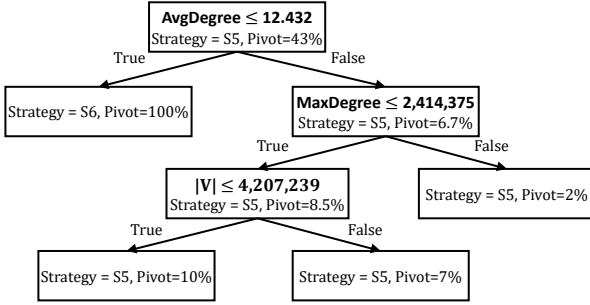 AvgDegree ≤ 12.432
Strategy = S5, Pivot=43%
True
False
Strategy = S6, Pivot=100%
MaxDegree ≤ 2,414,375
Strategy = S5, Pivot=6.7%
True
False
|V| ≤ 4,207,239
Strategy = S5, Pivot=8.5%
Strategy = S5, Pivot=2%
True
False
Strategy = S5, Pivot=10%
Strategy = S5, Pivot=7%